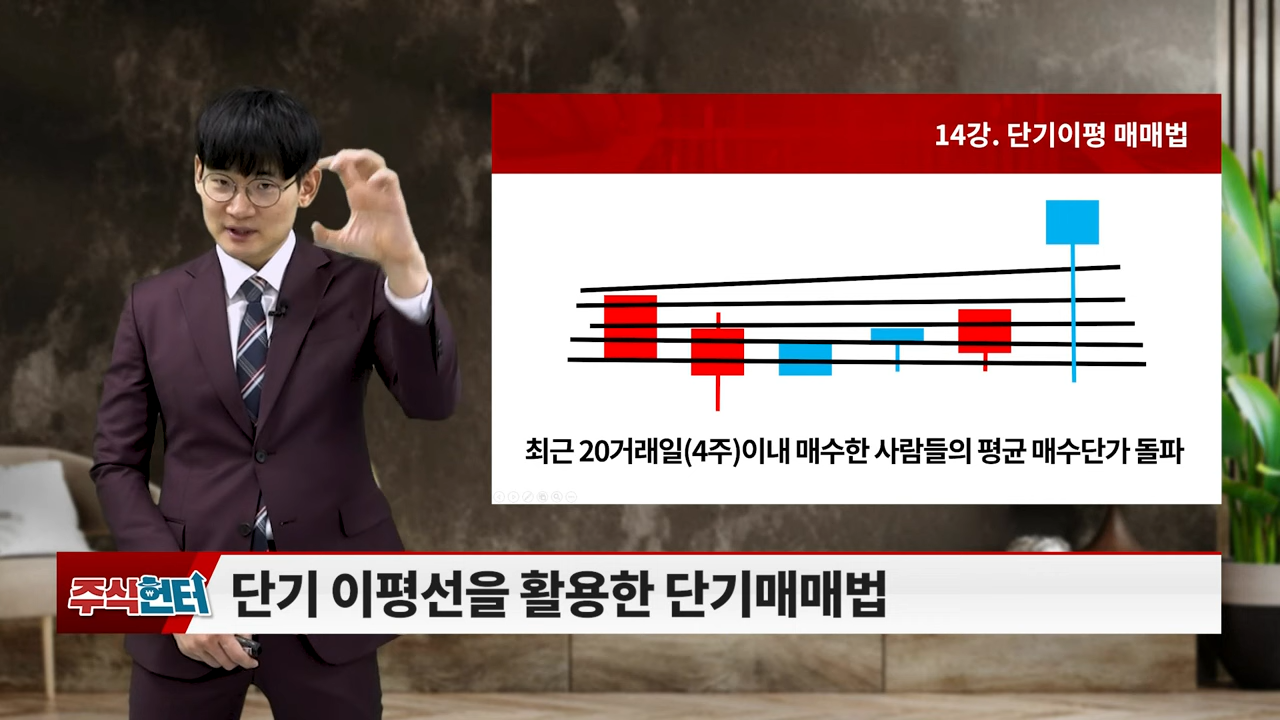 14강. 단기이평 매매법
최근 20거래일(4주)이내 매수한 사람들의 평균 매수단가 돌파
주식헌터
단기 이평선을 활용한 단기매매법